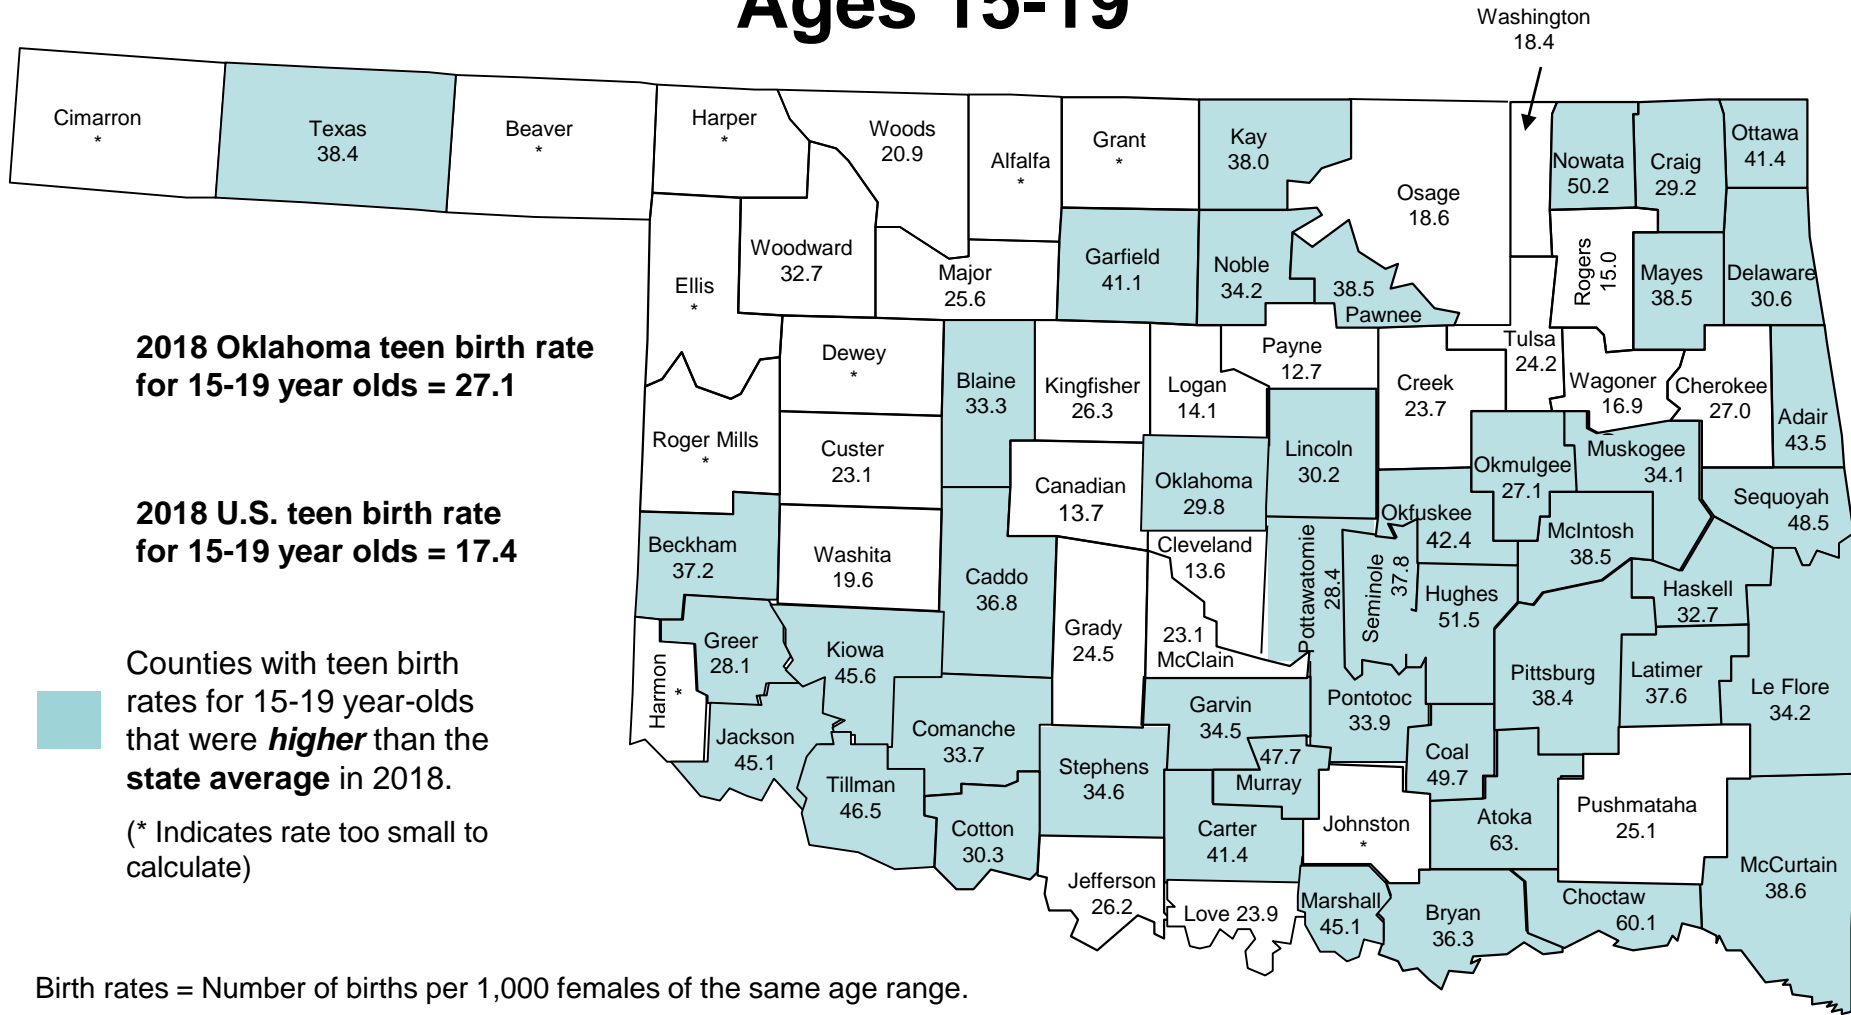 Ages 15-19
Washington
18.4
Cimarron
*
Texas
38.4
Beaver
*
Harper
*
Woods
20.9
Alfalfa
*
Grant
*
Kay
38.0
Osage
18.6
Nowata
50.2
Craig
29.2
Ottawa
41.4
Ellis
*
Woodward
32.7
Major
25.6
Garfield
41.1
Noble
34.2
38.5
Pawnee
Rogers
15.0
Mayes
38.5
Delaware
30.6
2018 Oklahoma teen birth rate
for 15-19 year olds = 27.1
Dewey
*
Blaine
33.3
Kingfisher
26.3
Logan
14.1
Payne
12.7
Creek
23.7
Tulsa
24.2
Wagoner
16.9
Cherokee
27.0
Adair
43.5
Roger Mills
*
Custer
23.1
Canadian
13.7
Oklahoma
29.8
Lincoln
30.2
Okmulgee
27.1
Muskogee
34.1
Sequoyah
48.5
2018 U.S. teen birth rate
for 15-19 year olds = 17.4
Beckham
37.2
Washita
19.6
Caddo
36.8
Cleveland
13.6
Pottawatomie
28.4
Seminole
37.8
Okfuskee
42.4
McIntosh
38.5
Hughes
51.5
Haskell
32.7
Counties with teen birth
rates for 15-19 year-olds
that were higher than the
state average in 2018.
(* Indicates rate too small to
calculate)
Harmon
*
Greer
28.1
Kiowa
45.6
Grady
24.5
23.1
McClain
Pittsburg
38.4
Latimer
37.6
Le Flore
34.2
Jackson
45.1
Comanche
33.7
Garvin
34.5
Pontotoc
33.9
Tillman
46.5
Stephens
34.6
47.7
Murray
Coal
49.7
Cotton
30.3
Carter
41.4
Johnston
*
Atoka
63.
Pushmataha
25.1
McCurtain
38.6
Jefferson
26.2
Love 23.9
Marshall
45.1
Bryan
36.3
Choctaw
60.1
Birth rates = Number of births per 1,000 females of the same age range.